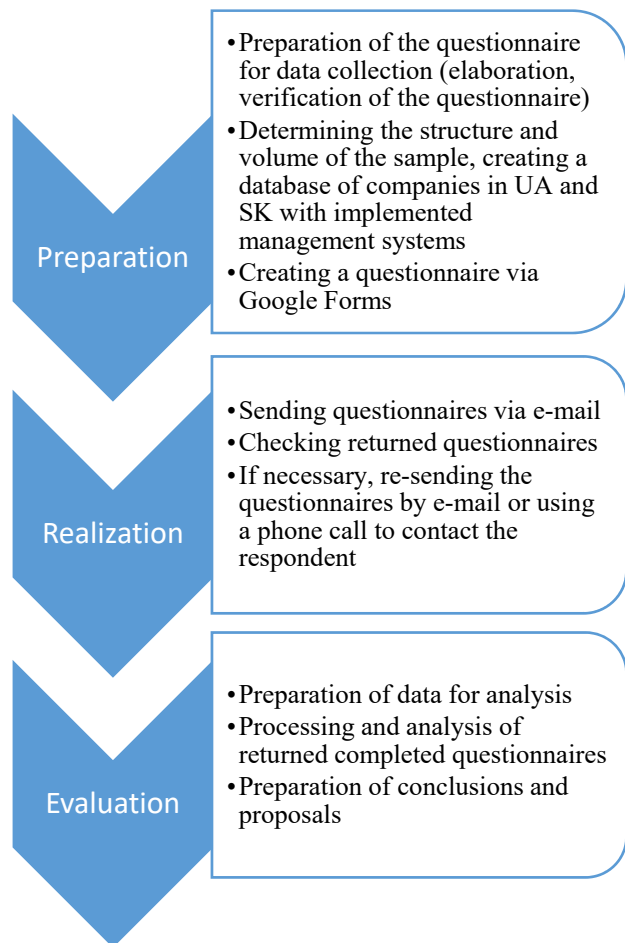 Preparation
•Preparation of the questionnaire
for data collection (elaboration,
verification of the questionnaire)
•Determining the structure and
volume of the sample, creating a
database of companies in UA and
SK with implemented
management systems
•Creating a questionnaire via
Google Forms
Realization
•Sending questionnaires via e-mail
•Checking returned questionnaires
•If necessary, re-sending the
questionnaires by e-mail or using
a phone call to contact the
respondent
Evaluation
•Preparation of data for analysis
•Processing and analysis of
returned completed questionnaires
•Preparation of conclusions and
proposals